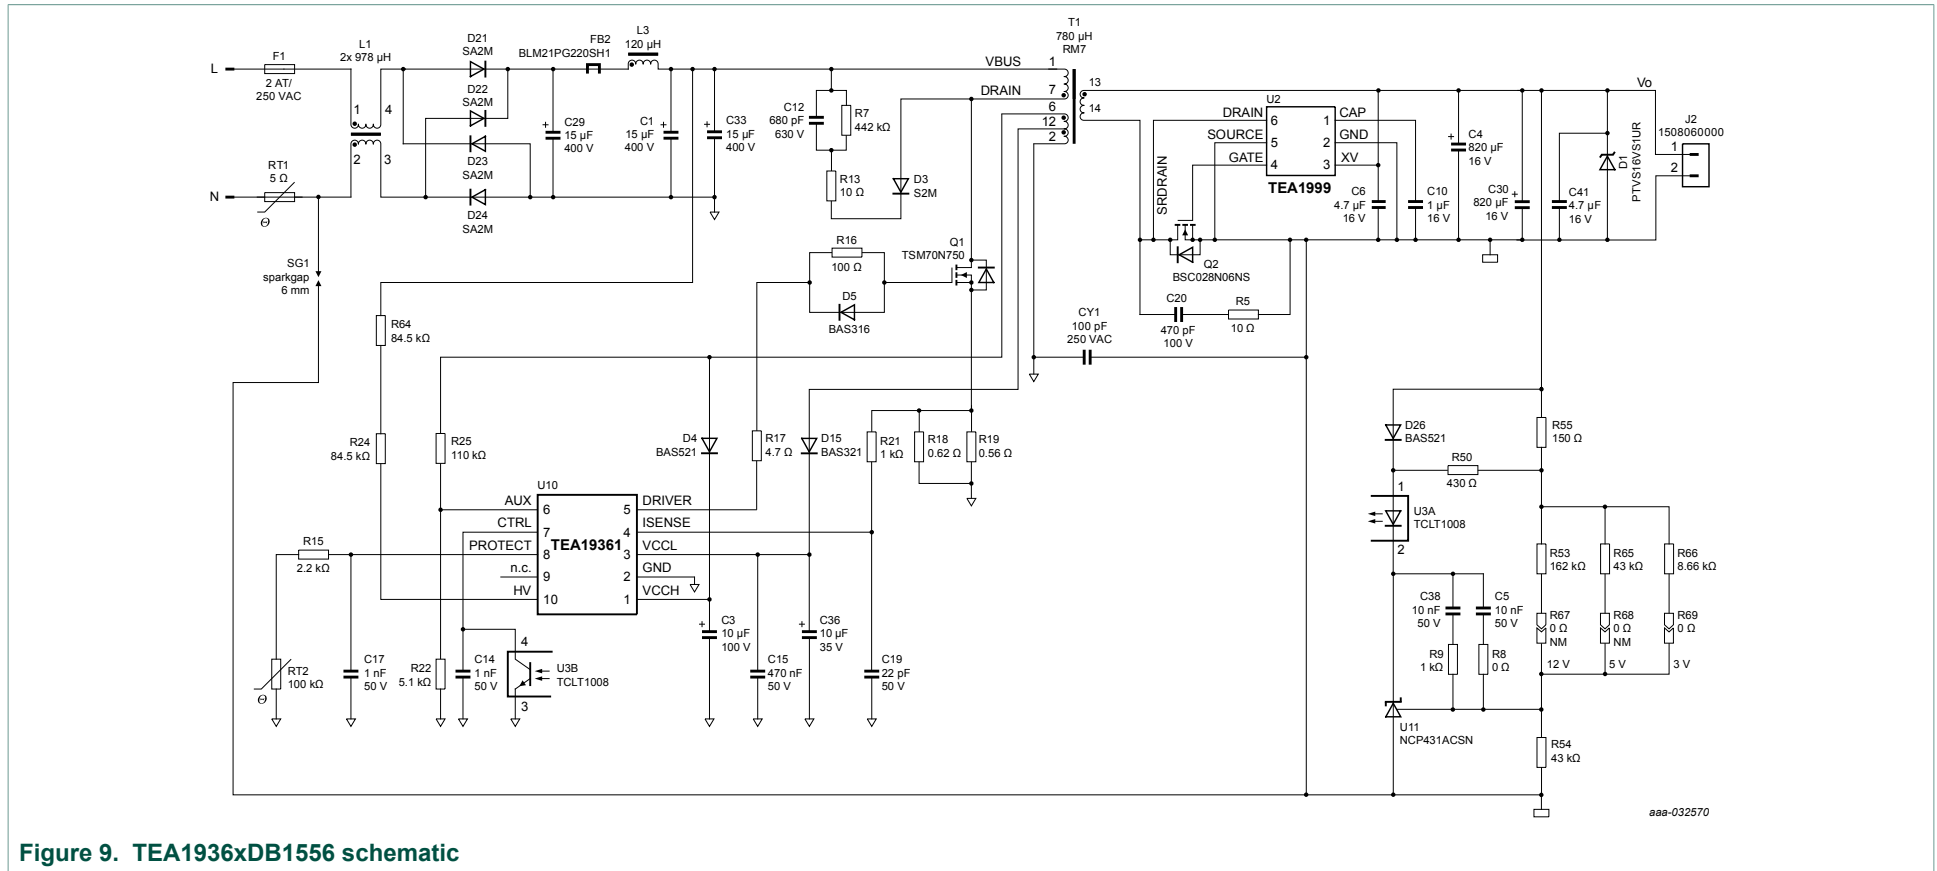 L
F1
2 AT/
250 VAC
L1
2x 978 µH
1
4
2
3
N
RT1
5 Ω
Θ
SG1
sparkgap
6 mm
D21
SA2M
D22
SA2M
D23
SA2M
D24
SA2M
FB2
BLM21PG220SH1
L3
120 µH
+
C29
15 µF
400 V
C1
15 µF
400 V
+
+
C33
15 µF
400 V
C12
680 pF
630 V
R7
442 kΩ
R13
10 Ω
D3
S2M
VBUS
DRAIN
T1
780 µH
RM7
1
7
6
12
2
13
14
U2
DRAIN
6
1
CAP
SOURCE
5
2
GND
GATE
4
3
XV
TEA1999
SRDRAIN
Q2
BSC028N06NS
C20
470 pF
100 V
R5
10 Ω
C6
4.7 µF
16 V
C10
1 µF
16 V
+
C4
820 µF
16 V
C30
820 µF
16 V
+
C41
4.7 µF
16 V
D1
PTVS16VS1UR
Vo
J2
1508060000
1
2
R16
100 Ω
D5
BAS316
Q1
TSM70N750
CY1
100 pF
250 VAC
R64
84.5 kΩ
R24
84.5 kΩ
R25
110 kΩ
D4
BAS521
R17
4.7 Ω
D15
BAS321
R21
1 kΩ
R18
0.62 Ω
R19
0.56 Ω
U10
AUX
6
5
DRIVER
CTRL
7
4
ISENSE
PROTECT
8
TEA19361
3
VCCL
n.c.
9
2
GND
HV
10
1
VCCH
R15
2.2 kΩ
RT2
100 kΩ
Θ
C17
1 nF
50 V
R22
5.1 kΩ
C14
1 nF
50 V
4
U3B
TCLT1008
3
+
C3
10 µF
100 V
C15
470 nF
50 V
+
C36
10 µF
35 V
C19
22 pF
50 V
D26
BAS521
R55
150 Ω
R50
430 Ω
1
U3A
TCLT1008
2
R53
162 kΩ
R65
43 kΩ
R66
8.66 kΩ
C38
10 nF
50 V
C5
10 nF
50 V
R67
0 Ω
NM
R68
0 Ω
NM
R69
0 Ω
R9
1 kΩ
R8
0Ω
12 V
5 V
3 V
U11
NCP431ACSN
R54
43 kΩ
aaa-032570
Figure 9. TEA1936xDB1556 schematic